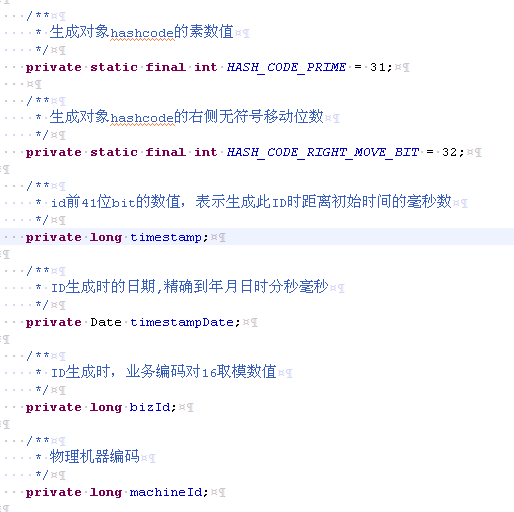 /**
* 生成对象hashcode的素数值
*/
private static final int HASH_CODE_PRIME = 31;
/**
* 生成对象hashcode的右侧无符号移动位数
*/
private static final int HASH_CODE_RIGHT_MOVE_BIT = 32;
/**
* id前41位bit的数值，表示生成此ID时距离初始时间的毫秒数
*/
private long timestamp;
/**
* ID生成时的日期,精确到年月日时分秒毫秒
*/
private Date timestampDate;
/**
* ID生成时，业务编码对16取模数值
*/
private long bizId;
/**
* 物理机器编码
*/
private long machineId;